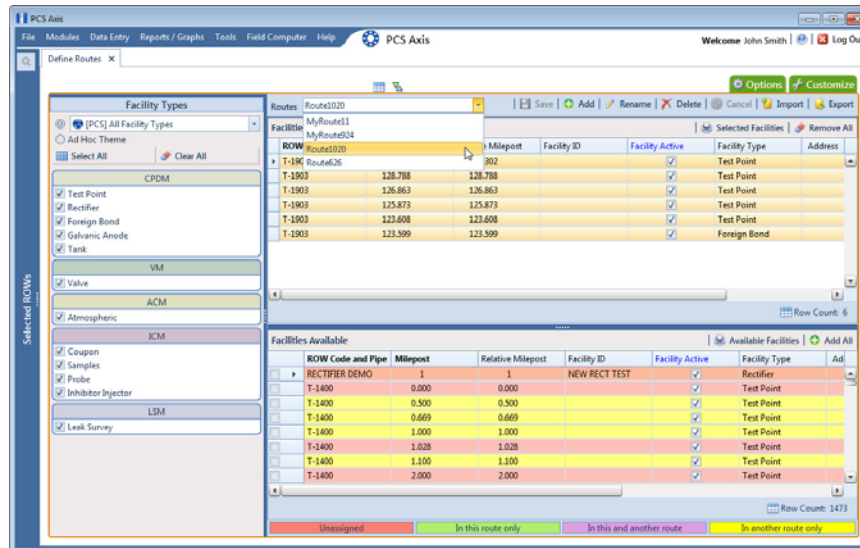 PCS Axis
File Modules Data Entry Reports / Graphs Tools Field Computer Help PCS Axis Welcome John Smith | Log Ou
Define Routes X
Options Customize
Facility Types
[PCS] All Facility Types
Ad Hoc Theme
Select All Clear All
CPDM
Test Point
Rectifier
Foreign Bond
Galvanic Anode
Tank
VM
Valve
ACM
Atmospheric
ICM
Coupon
Samples
Probe
Inhibitor Injector
LSM
Leak Survey
Selected ROWs
Routes Route1020 Save | Add | Rename | Delete | Cancel | Import | Export
MyRoute11
MyRoute924
Route1020
Route626
Facilitie Selected Facilities | Remove All
ROW e Milepost Facility ID Facility Active Facility Type Address
T-190 302 Test Point
T-1903 128.788 128.788 Test Point
T-1903 126.863 126.863 Test Point
T-1903 125.873 125.873 Test Point
T-1903 123.608 123.608 Test Point
T-1903 123.599 123.599 Foreign Bond
Row Count: 6
Facilities Available Available Facilities | Add All
ROW Code and Pipe Milepost Relative Milepost Facility ID Facility Active Facility Type Ad
RECTIFIER DEMO 1 1 NEW RECT TEST Rectifier
T-1400 0.000 0.000 Test Point
T-1400 0.500 0.500 Test Point
T-1400 0.669 0.669 Test Point
T-1400 1.000 1.000 Test Point
T-1400 1.028 1.028 Test Point
T-1400 1.100 1.100 Test Point
T-1400 2.000 2.000 Test Point
Row Count: 1473
Unassigned In this route only In this and another route In another route only